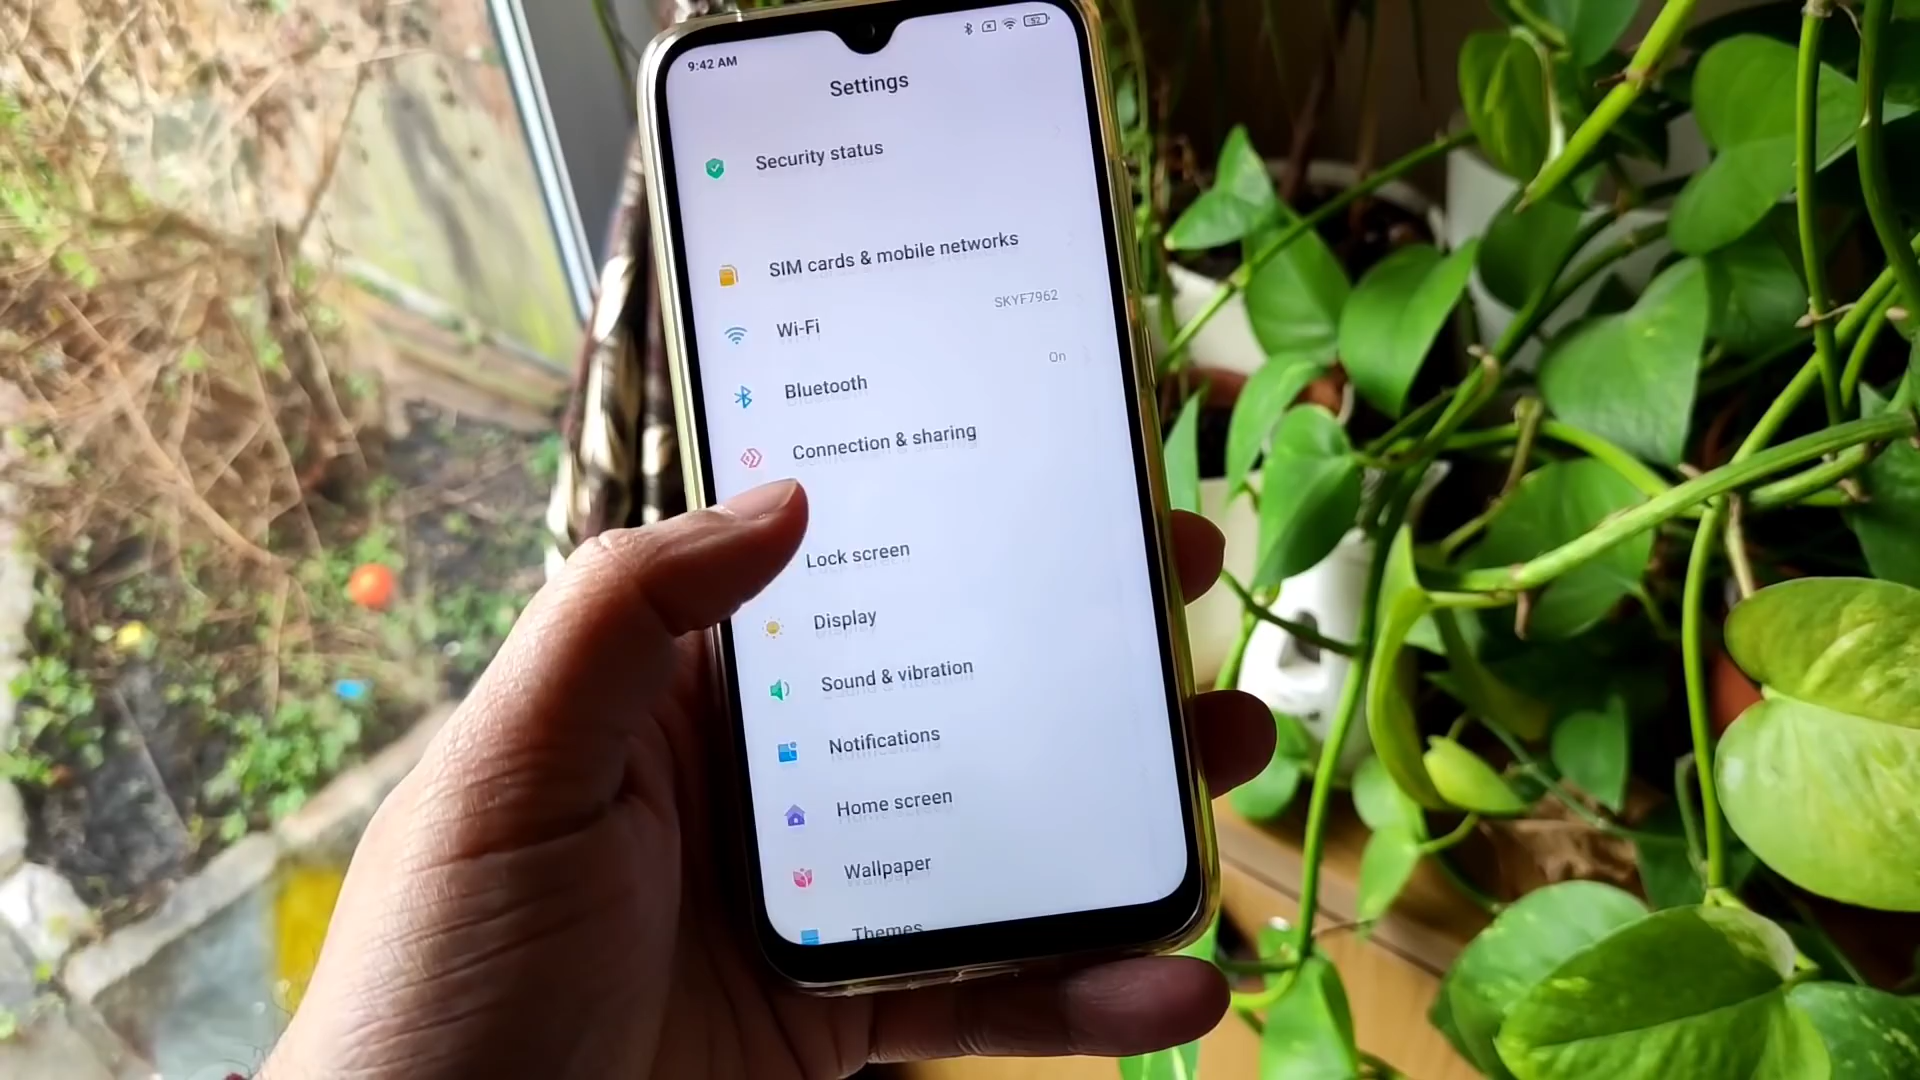 9:42 AM
52
Settings
Security status
SIM cards & mobile networks
Wi-Fi
SKYF7962
Bluetooth
On
Connection & sharing
Lock screen
Display
Sound & vibration
Notifications
Home screen
Wallpaper
Themes